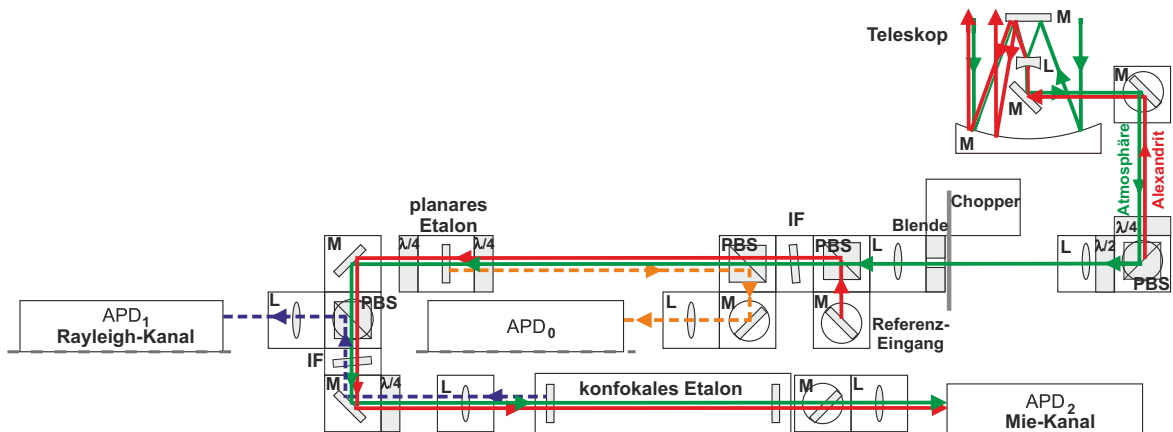 M
Teleskop
L
M
M
M
Atmosphäre
Alexandrit
Chopper
planares
Etalon
IF
Blende
λ/4
M
λ/4
λ/4
PBS
PBS
L
L
λ/2
PBS
L
PBS
L
M
M
APD1
Rayleigh-Kanal
APD0
Referenz-
Eingang
IF
M
λ/4
L
konfokales Etalon
M
L
APD2
Mie-Kanal